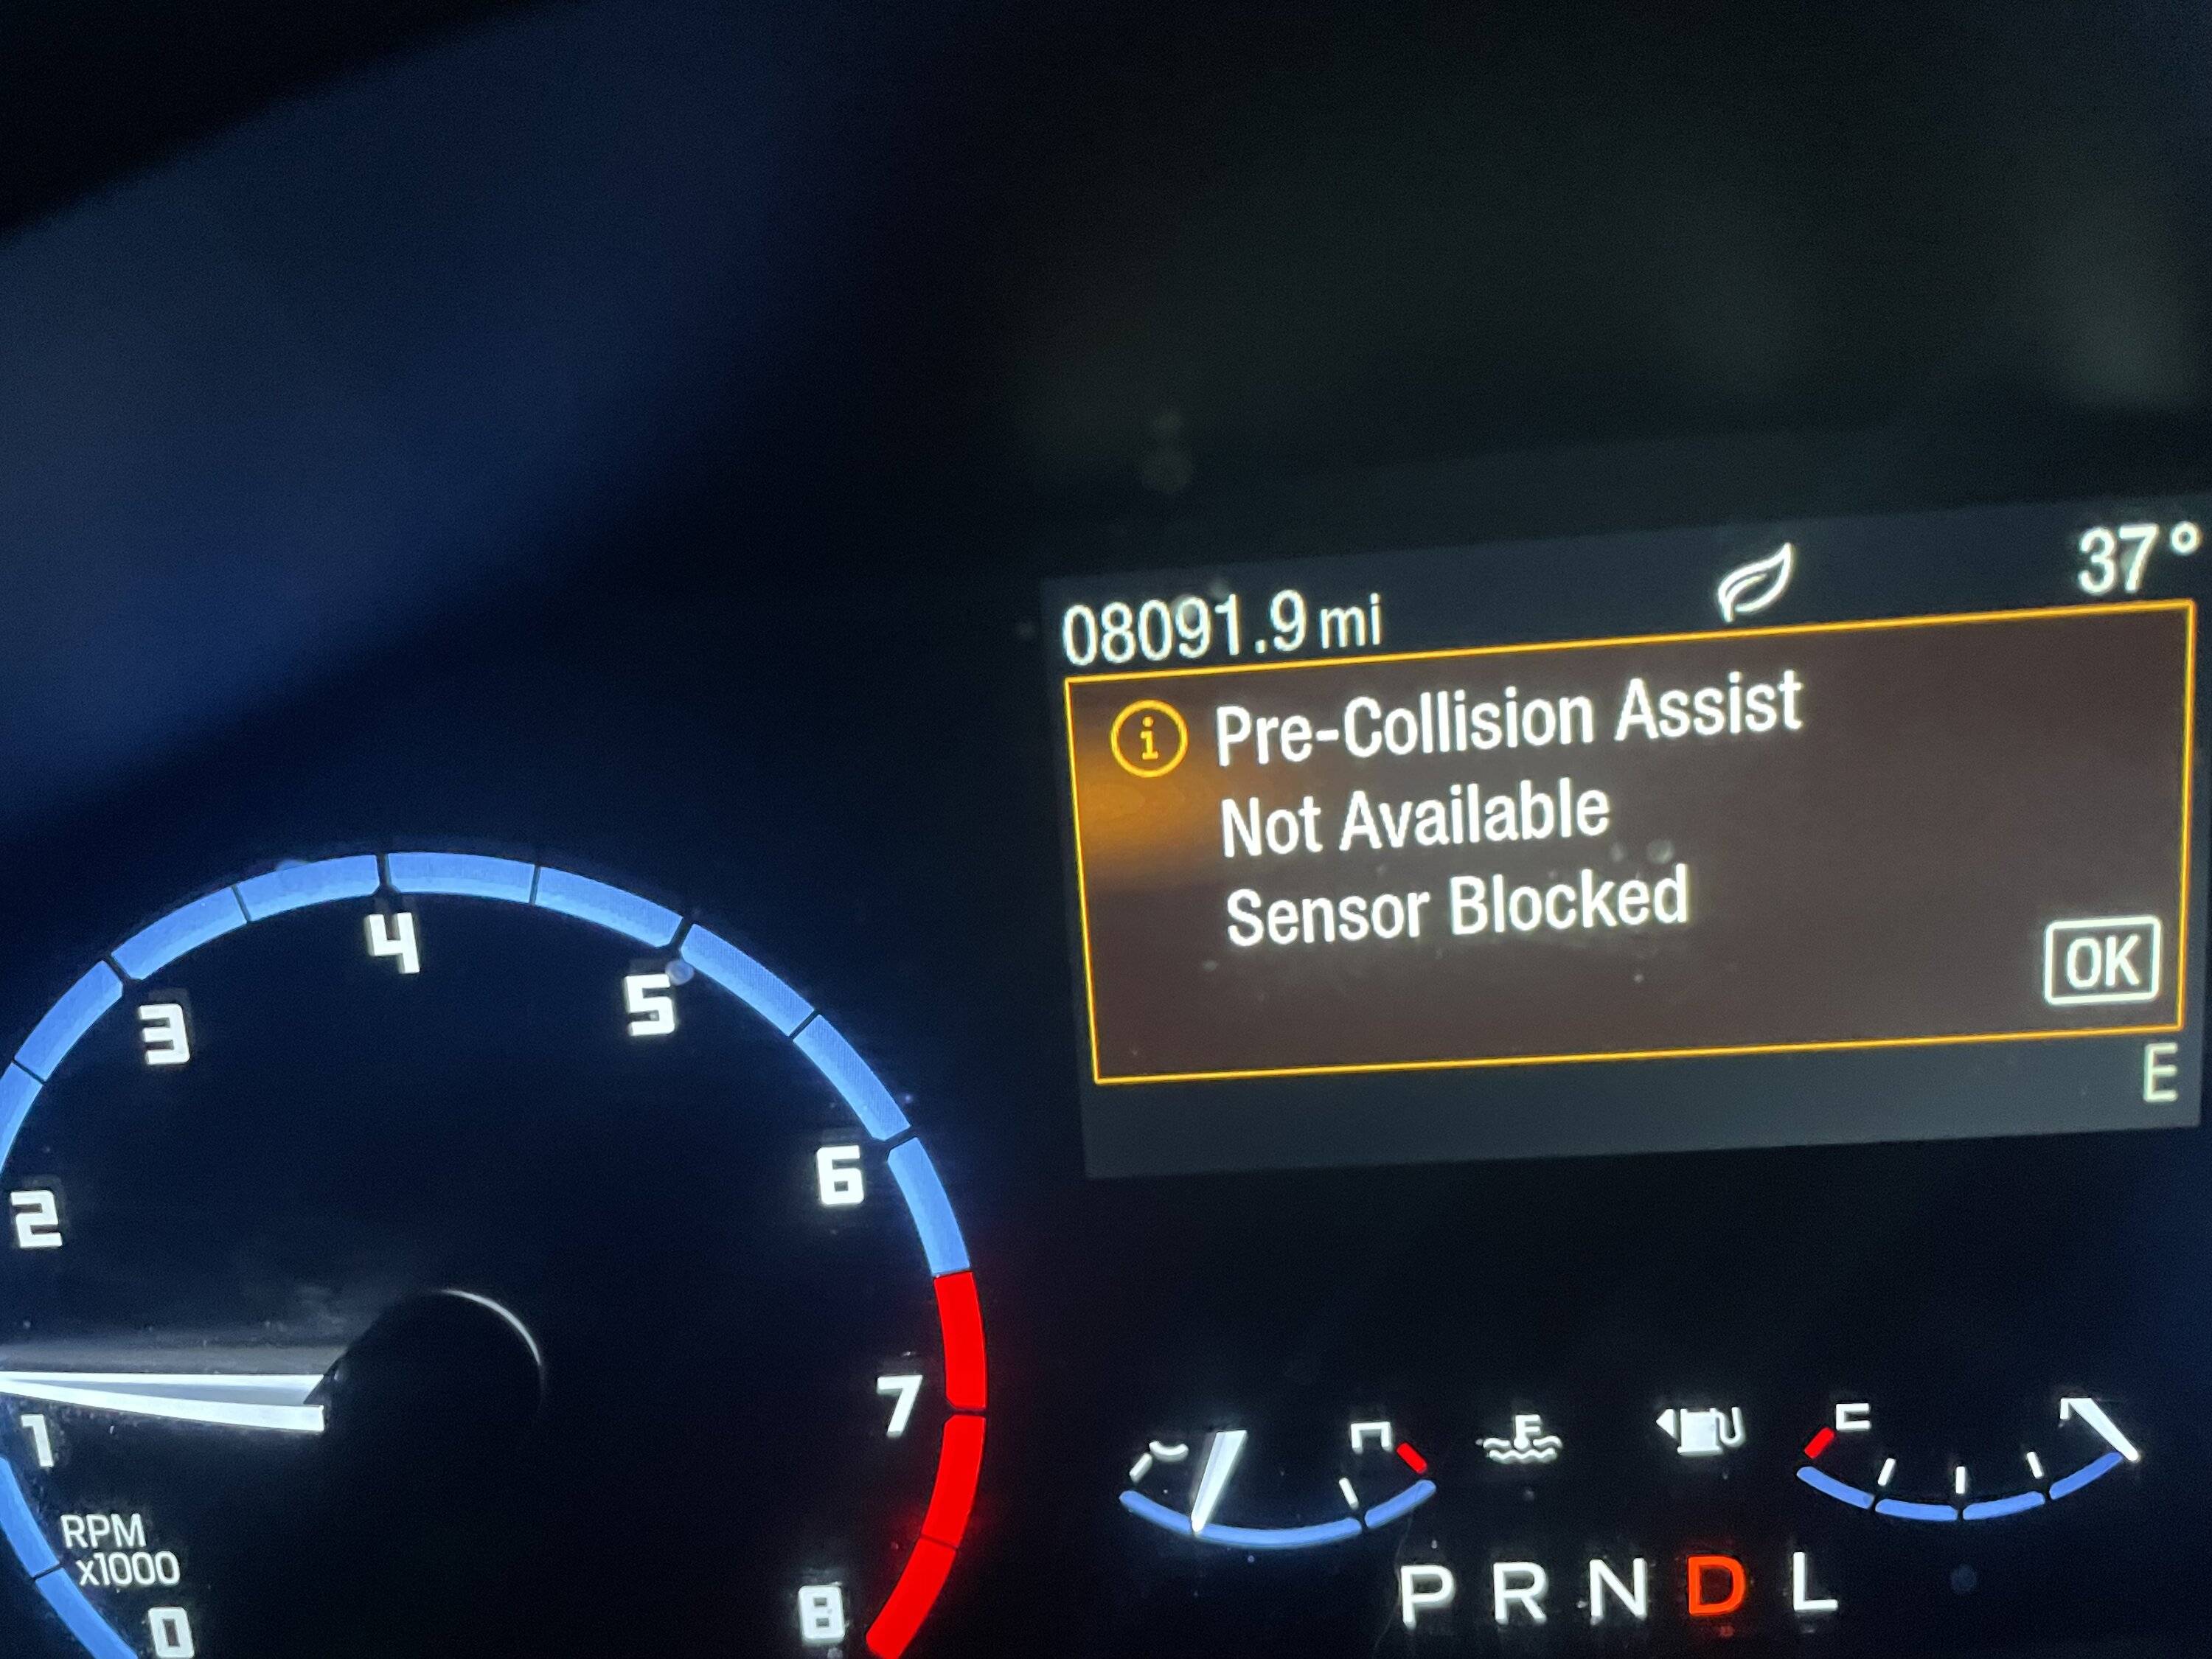 08091.9 mi
37°
i Pre-Collision Assist
Not Available
Sensor Blocked
OK
E
4
3
5
2
6
1
7
RPM
x1000
0
8
P R N D L